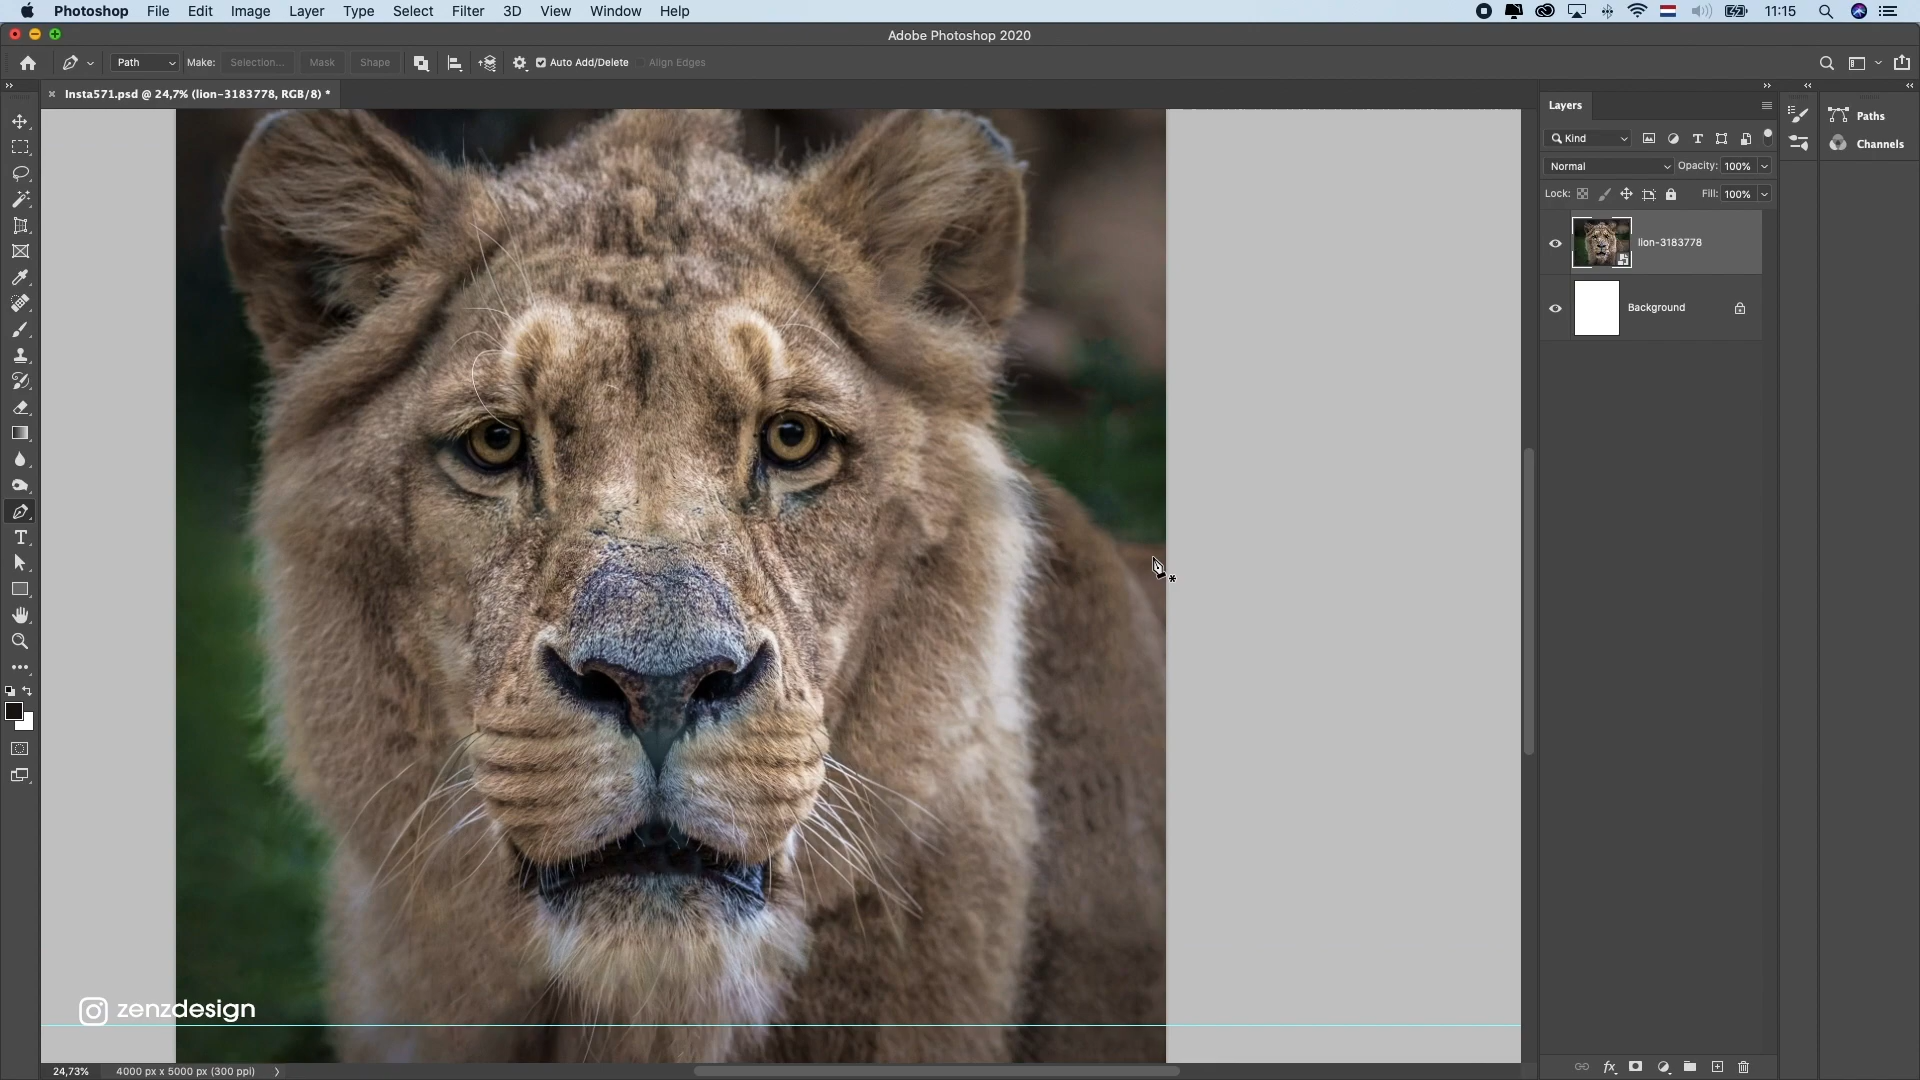 Photoshop File Edit Image Layer Type Select Filter 3D View Window Help 11:15
Adobe Photoshop 2020
Path Make: Selection... Mask Shape Auto Add/Delete Align Edges
Insta571.psd @ 24,7% (lion-3183778, RGB/8) *
Layers
Kind
Normal Opacity: 100%
Lock: Fill: 100%
lion-3183778
Background
Paths
Channels
zenzdesign
24,73% 4000 px x 5000 px (300 ppi)